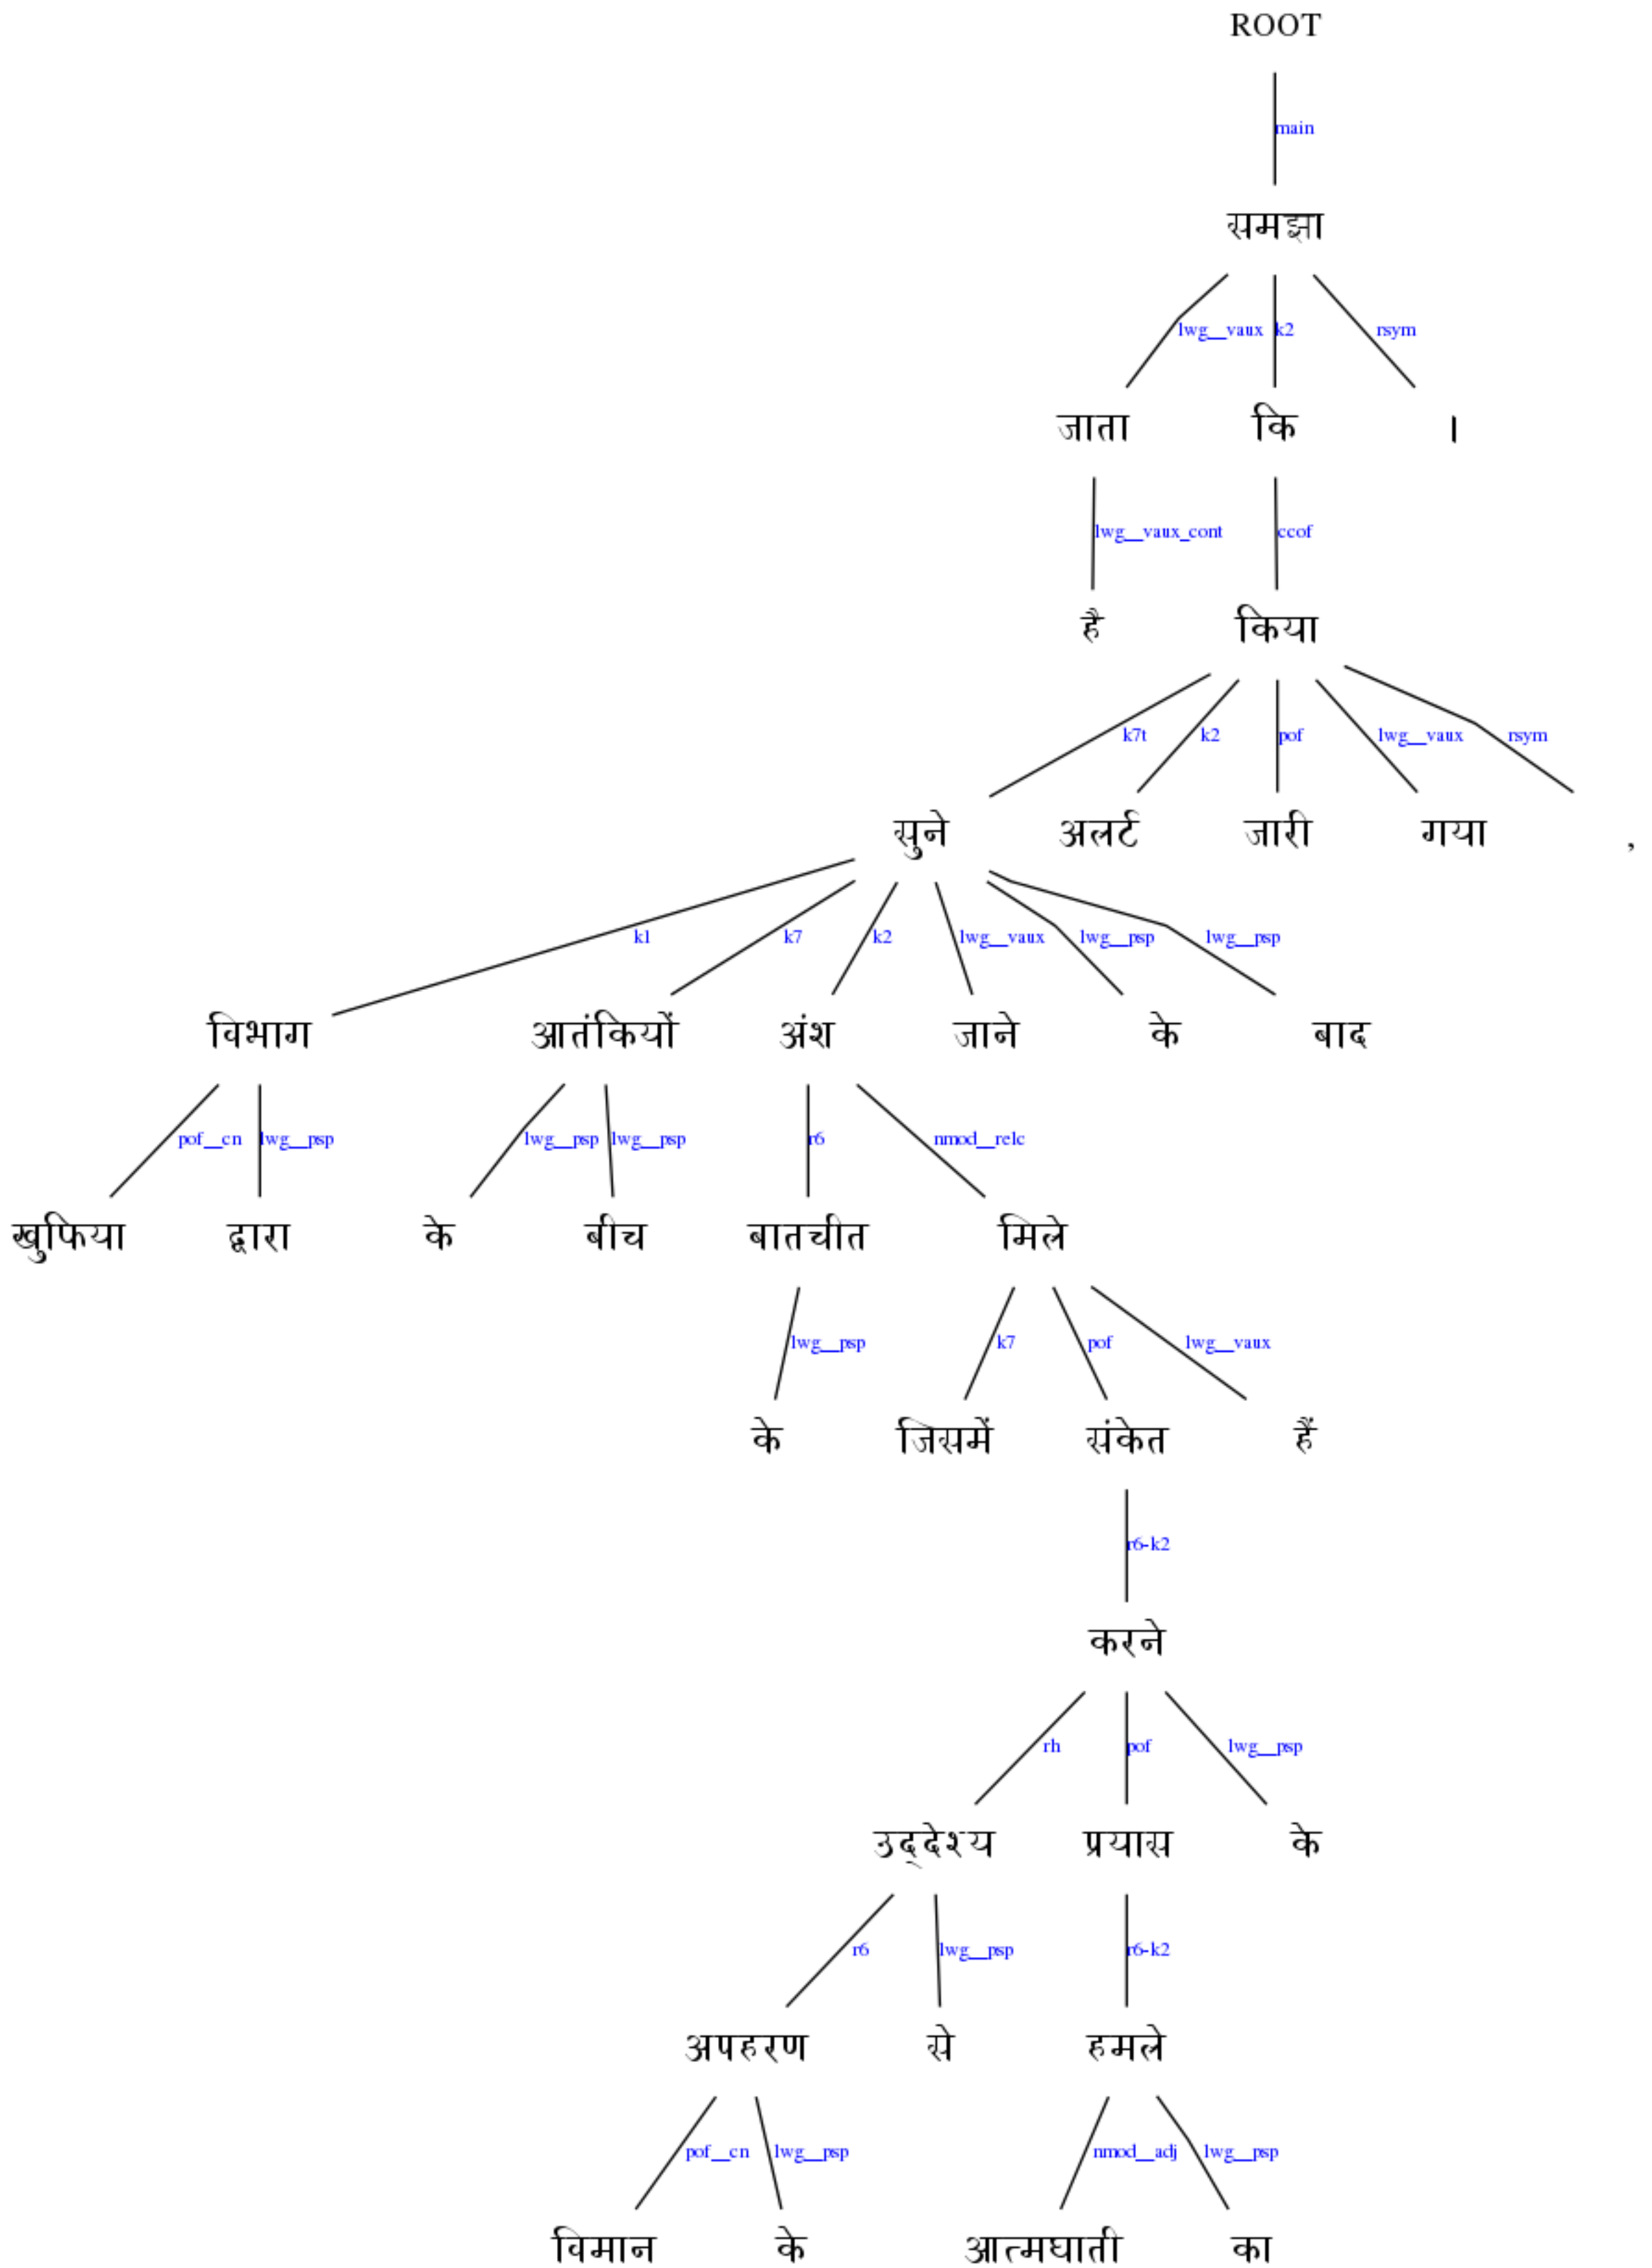 ROOT
main
समझा
lwg__vaux k2 rsym
जाता कि ।
lwg__vaux_cont ccof
है किया
k7t k2 pof lwg__vaux rsym
सुने अलर्ट जारी गया ,
k1 k7 k2 lwg__vaux lwg__psp lwg__psp
विभाग आतंकियों अंश जाने के बाद
pof__cn lwg__psp lwg__psp lwg__psp r6 nmod__relc
खुफिया द्वारा के बीच बातचीत मिले
lwg__psp k7 pof lwg__vaux
के जिसमें संकेत हैं
r6-k2
करने
rh pof lwg__psp
उद्देश्य प्रयास के
r6 lwg__psp r6-k2
अपहरण से हमले
pof__cn lwg__psp nmod__adj lwg__psp
विमान के आत्मघाती का